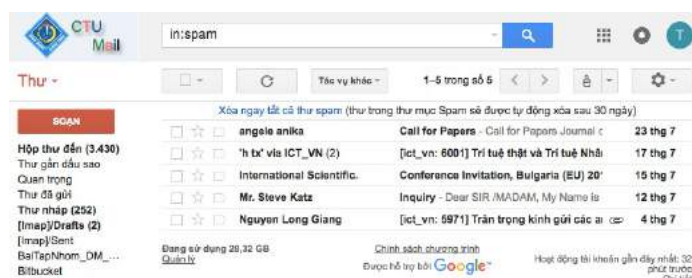 CTU
Mail
in:spam
T
Thư
Tác vụ khác
1–5 trong số 5
SOẠN
Xóa ngay tất cả thư spam (thư trong thư mục Spam sẽ được tự động xóa sau 30 ngày)
angela anika Call for Papers - Call for Papers Journal c 23 thg 7
'h tx' via ICT_VN (2) [ict_vn: 6001] Trí tuệ thật và Trí tuệ Nhâ 17 thg 7
International Scientific. Conference Invitation, Bulgaria (EU) 20 15 thg 7
Mr. Steve Katz Inquiry - Dear SIR /MADAM, My Name is 12 thg 7
Nguyen Long Giang [ict_vn: 5971] Trân trọng kính gửi các a 4 thg 7
Hộp thư đến (3.430)
Thư gắn dấu sao
Quan trọng
Thư đã gửi
Thư nháp (252)
[Imap]/Drafts (2)
[Imap]/Sent
BaiTapNhom_DM_...
Bitbucket
Đang sử dụng 28,32 GB
Quản lý
Chính sách chương trình
Được hỗ trợ bởi Google™
Hoạt động tài khoản gần đây nhất: 32
phút trước
Chi tiết